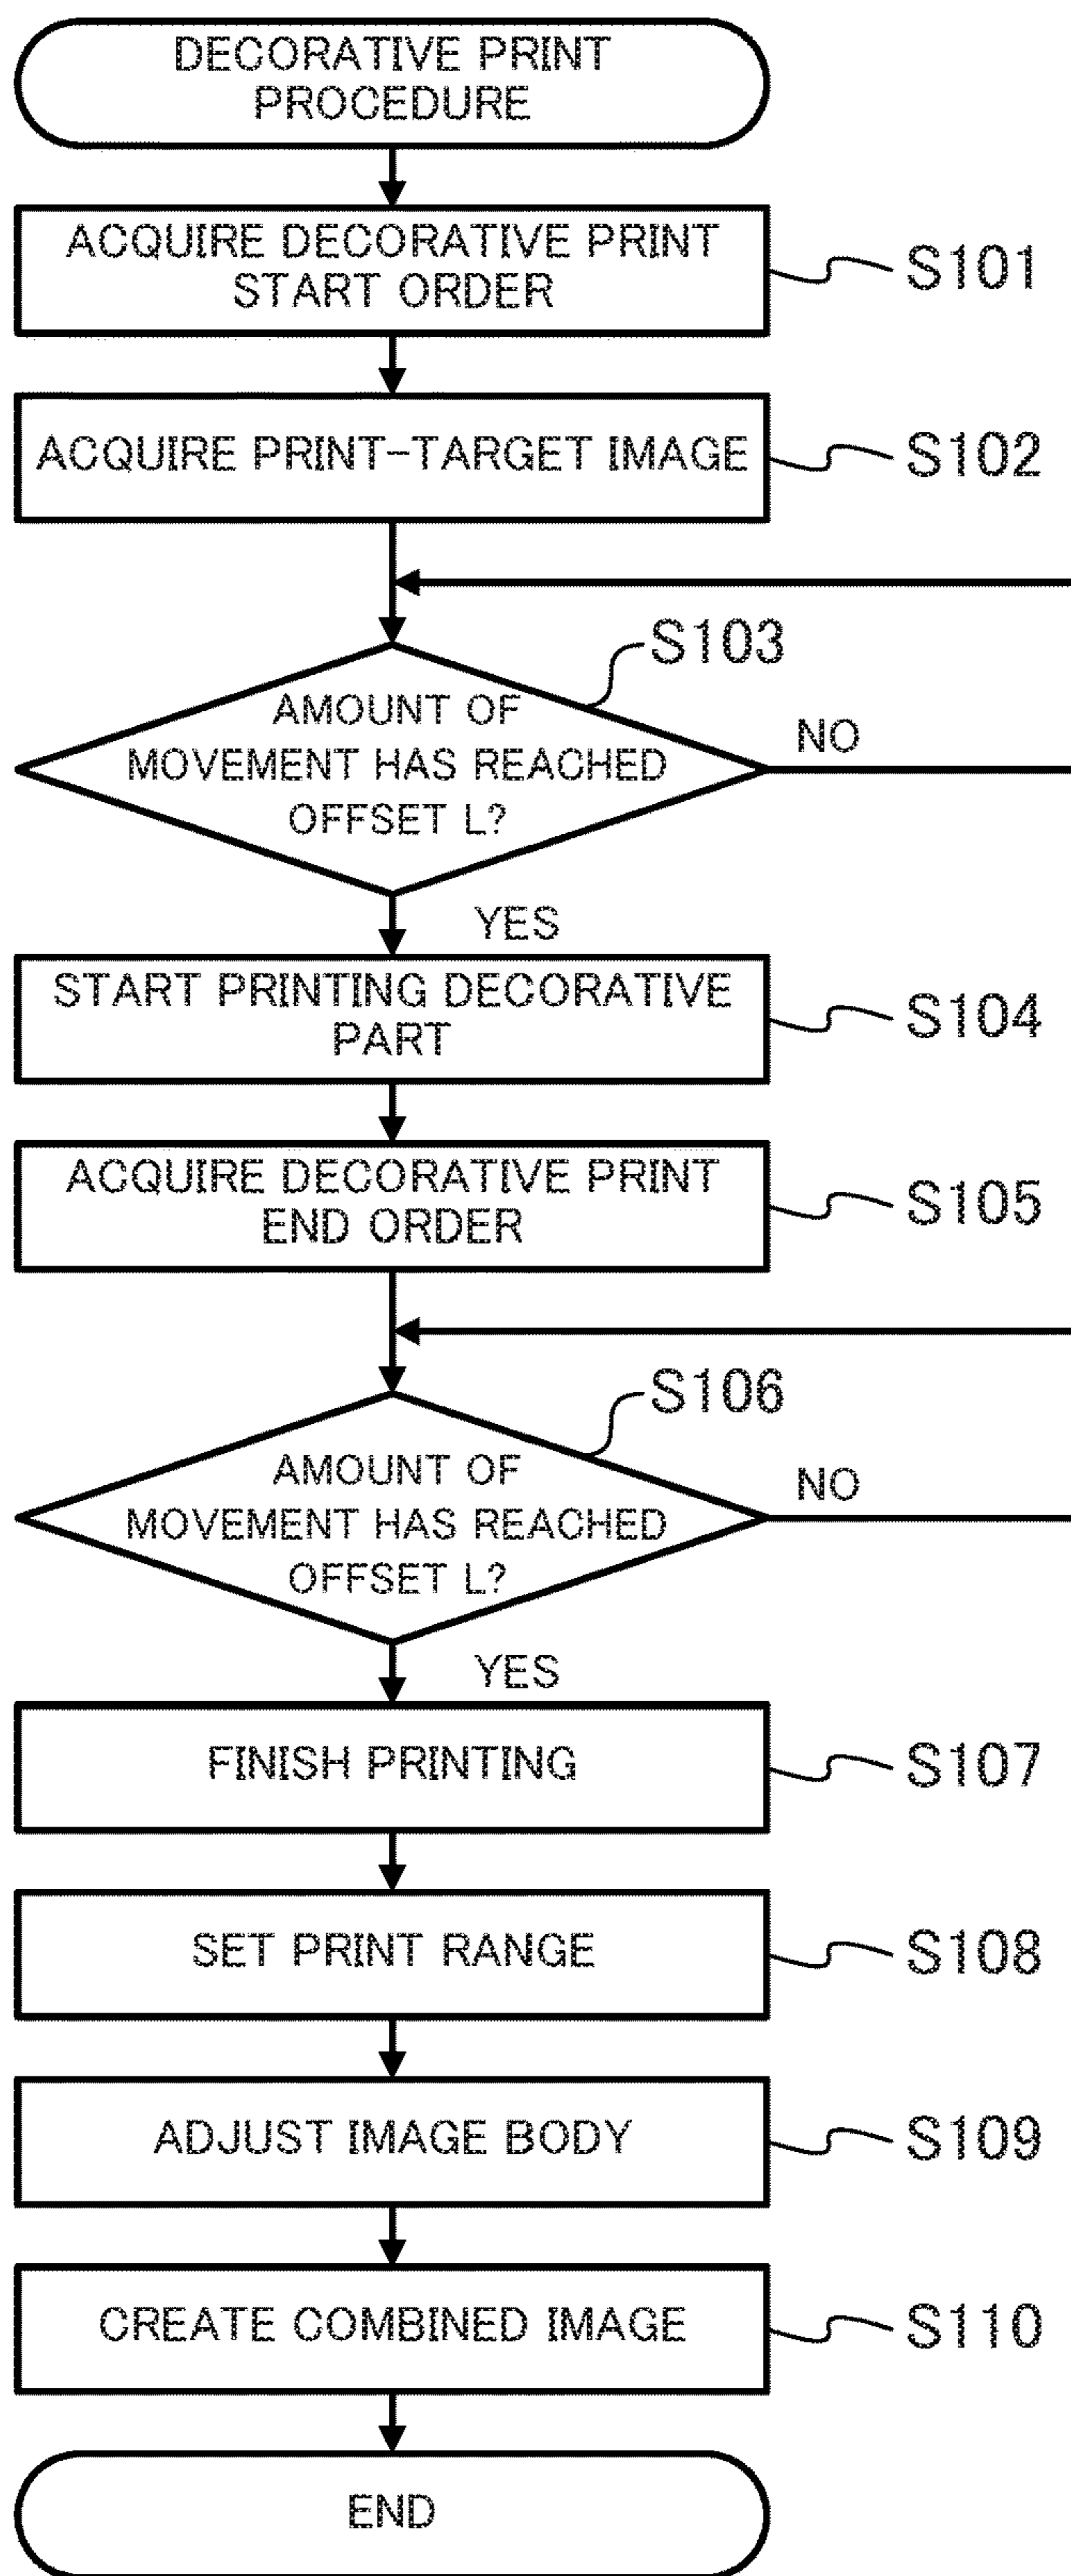 DECORATIVE PRINT
PROCEDURE
ACQUIRE DECORATIVE PRINT
START ORDER
S101
ACQUIRE PRINT-TARGET IMAGE
S102
S103
AMOUNT OF
MOVEMENT HAS REACHED
OFFSET L?
NO
YES
START PRINTING DECORATIVE
PART
S104
ACQUIRE DECORATIVE PRINT
END ORDER
S105
S106
AMOUNT OF
MOVEMENT HAS REACHED
OFFSET L?
NO
YES
FINISH PRINTING
S107
SET PRINT RANGE
S108
ADJUST IMAGE BODY
S109
CREATE COMBINED IMAGE
S110
END